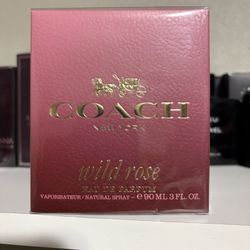 COACH
NEW YORK
wild rose
EAU DE PARFUM
VAPORISATEUR / NATURAL SPRAY - ℮ 90 ML 3 FL. OZ.